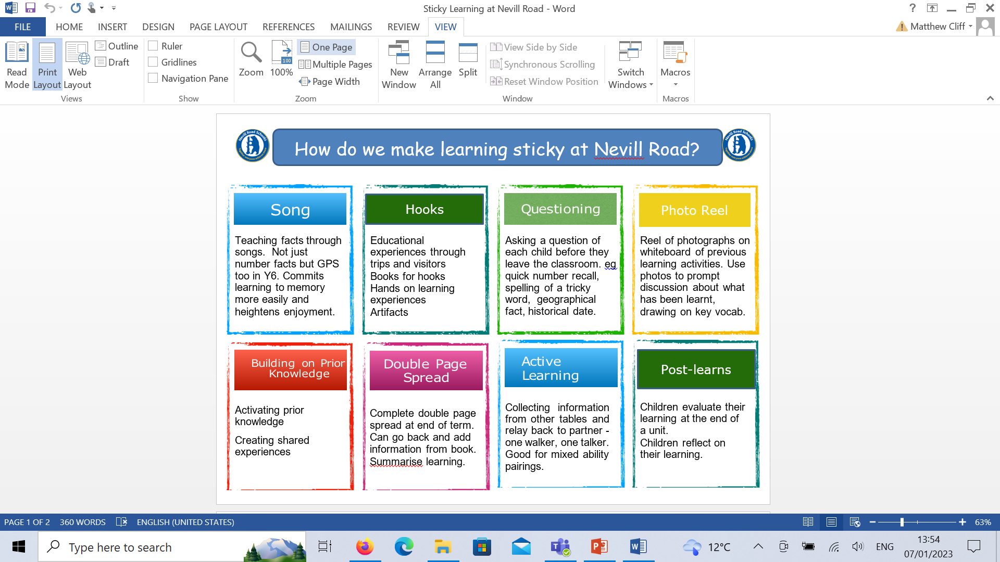 Sticky Learning at Nevill Road - Word
?
FILE HOME INSERT DESIGN PAGE LAYOUT REFERENCES MAILINGS REVIEW VIEW Matthew Cliff
Read Mode
Print Layout
Web Layout
Outline
Draft
Views
Ruler
Gridlines
Navigation Pane
Show
Zoom
100
100%
One Page
Multiple Pages
Page Width
Zoom
New Window
Arrange All
Split
View Side by Side
Synchronous Scrolling
Reset Window Position
Window
Switch Windows
Macros
Macros
Nevill Road Schools
How do we make learning sticky at Nevill Road?
Nevill Road Schools
Song
Teaching facts through
songs. Not just
number facts but GPS
too in Y6. Commits
learning to memory
more easily and
heightens enjoyment.
Hooks
Educational
experiences through
trips and visitors
Books for hooks
Hands on learning
experiences
Artifacts
Questioning
Asking a question of
each child before they
leave the classroom. eg
quick number recall,
spelling of a tricky
word, geographical
fact, historical date.
Photo Reel
Reel of photographs on
whiteboard of previous
learning activities. Use
photos to prompt
discussion about what
has been learnt,
drawing on key vocab.
Building on Prior
Knowledge
Activating prior
knowledge
Creating shared
experiences
Double Page
Spread
Complete double page
spread at end of term.
Can go back and add
information from book.
Summarise learning.
Active
Learning
Collecting information
from other tables and
relay back to partner -
one walker, one talker.
Good for mixed ability
pairings.
Post-learns
Children evaluate their
learning at the end of
a unit.
Children reflect on
their learning.
PAGE 1 OF 2 360 WORDS ENGLISH (UNITED STATES) 63%
Type here to search
12°C ENG
13:54
07/01/2023